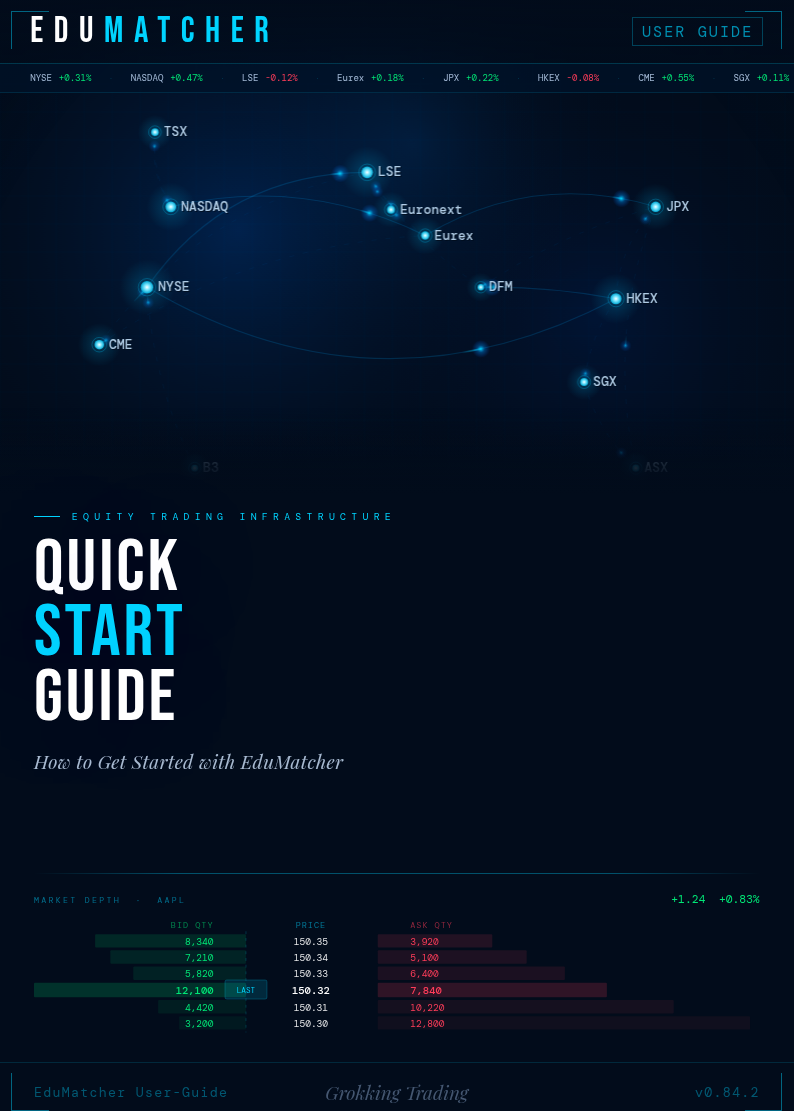 EDUMATCHER
USER GUIDE
NYSE +0.31% NASDAQ +0.47% LSE -0.12% Eurex +0.18% JPX +0.22% HKEX -0.08% CME +0.55% SGX +0.11%
TSX
LSE
NASDAQ
Euronext
JPX
Eurex
NYSE
DFM
HKEX
CME
SGX
B3
ASX
EQUITY TRADING INFRASTRUCTURE
QUICK
START
GUIDE
How to Get Started with EduMatcher
MARKET DEPTH · AAPL +1.24 +0.83%
BID QTY PRICE ASK QTY
8,340 150.35 3,920
7,210 150.34 5,100
5,820 150.33 6,400
12,100 LAST 150.32 7,840
4,420 150.31 10,220
3,200 150.30 12,800
EduMatcher User-Guide Grokking Trading v0.84.2